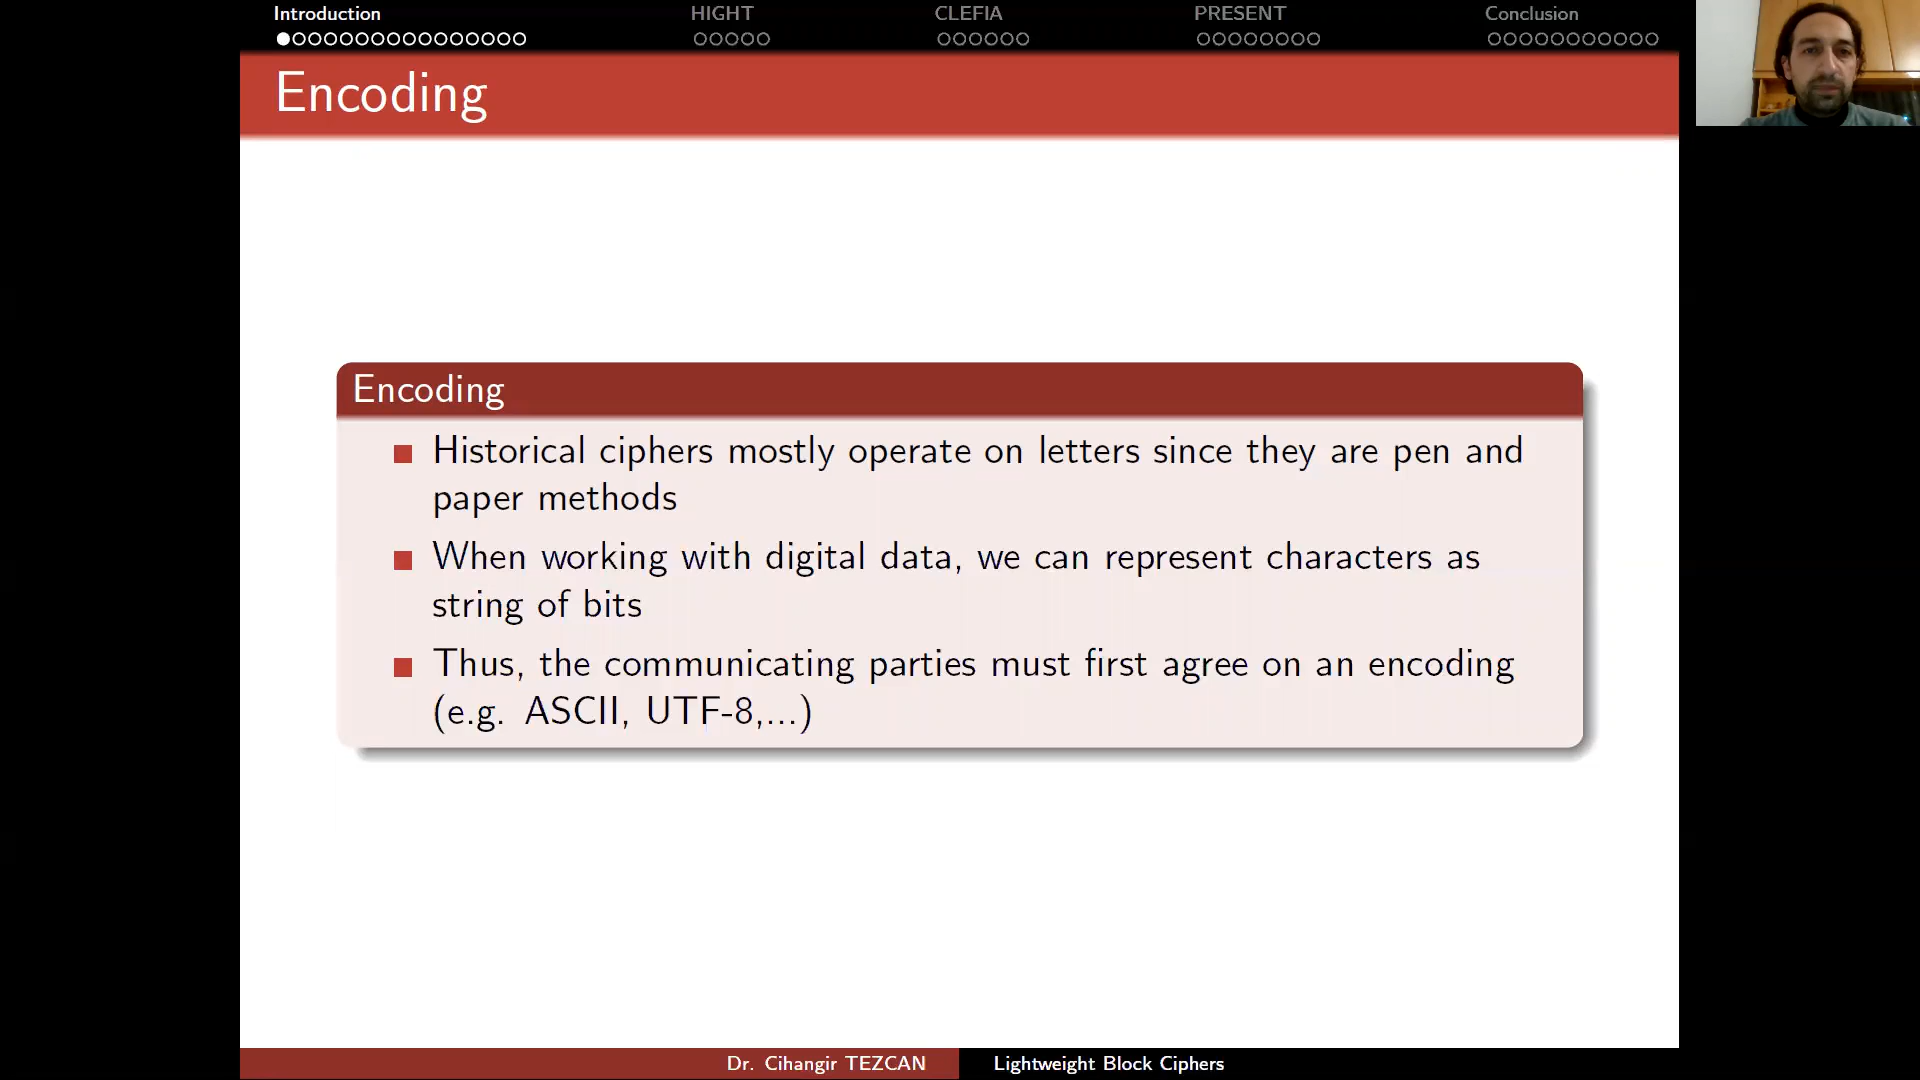 Introduction HIGHT CLEFIA PRESENT Conclusion
Encoding
Encoding
Historical ciphers mostly operate on letters since they are pen and
paper methods
When working with digital data, we can represent characters as
string of bits
Thus, the communicating parties must first agree on an encoding
(e.g. ASCII, UTF-8,...)
Dr. Cihangir TEZCAN Lightweight Block Ciphers